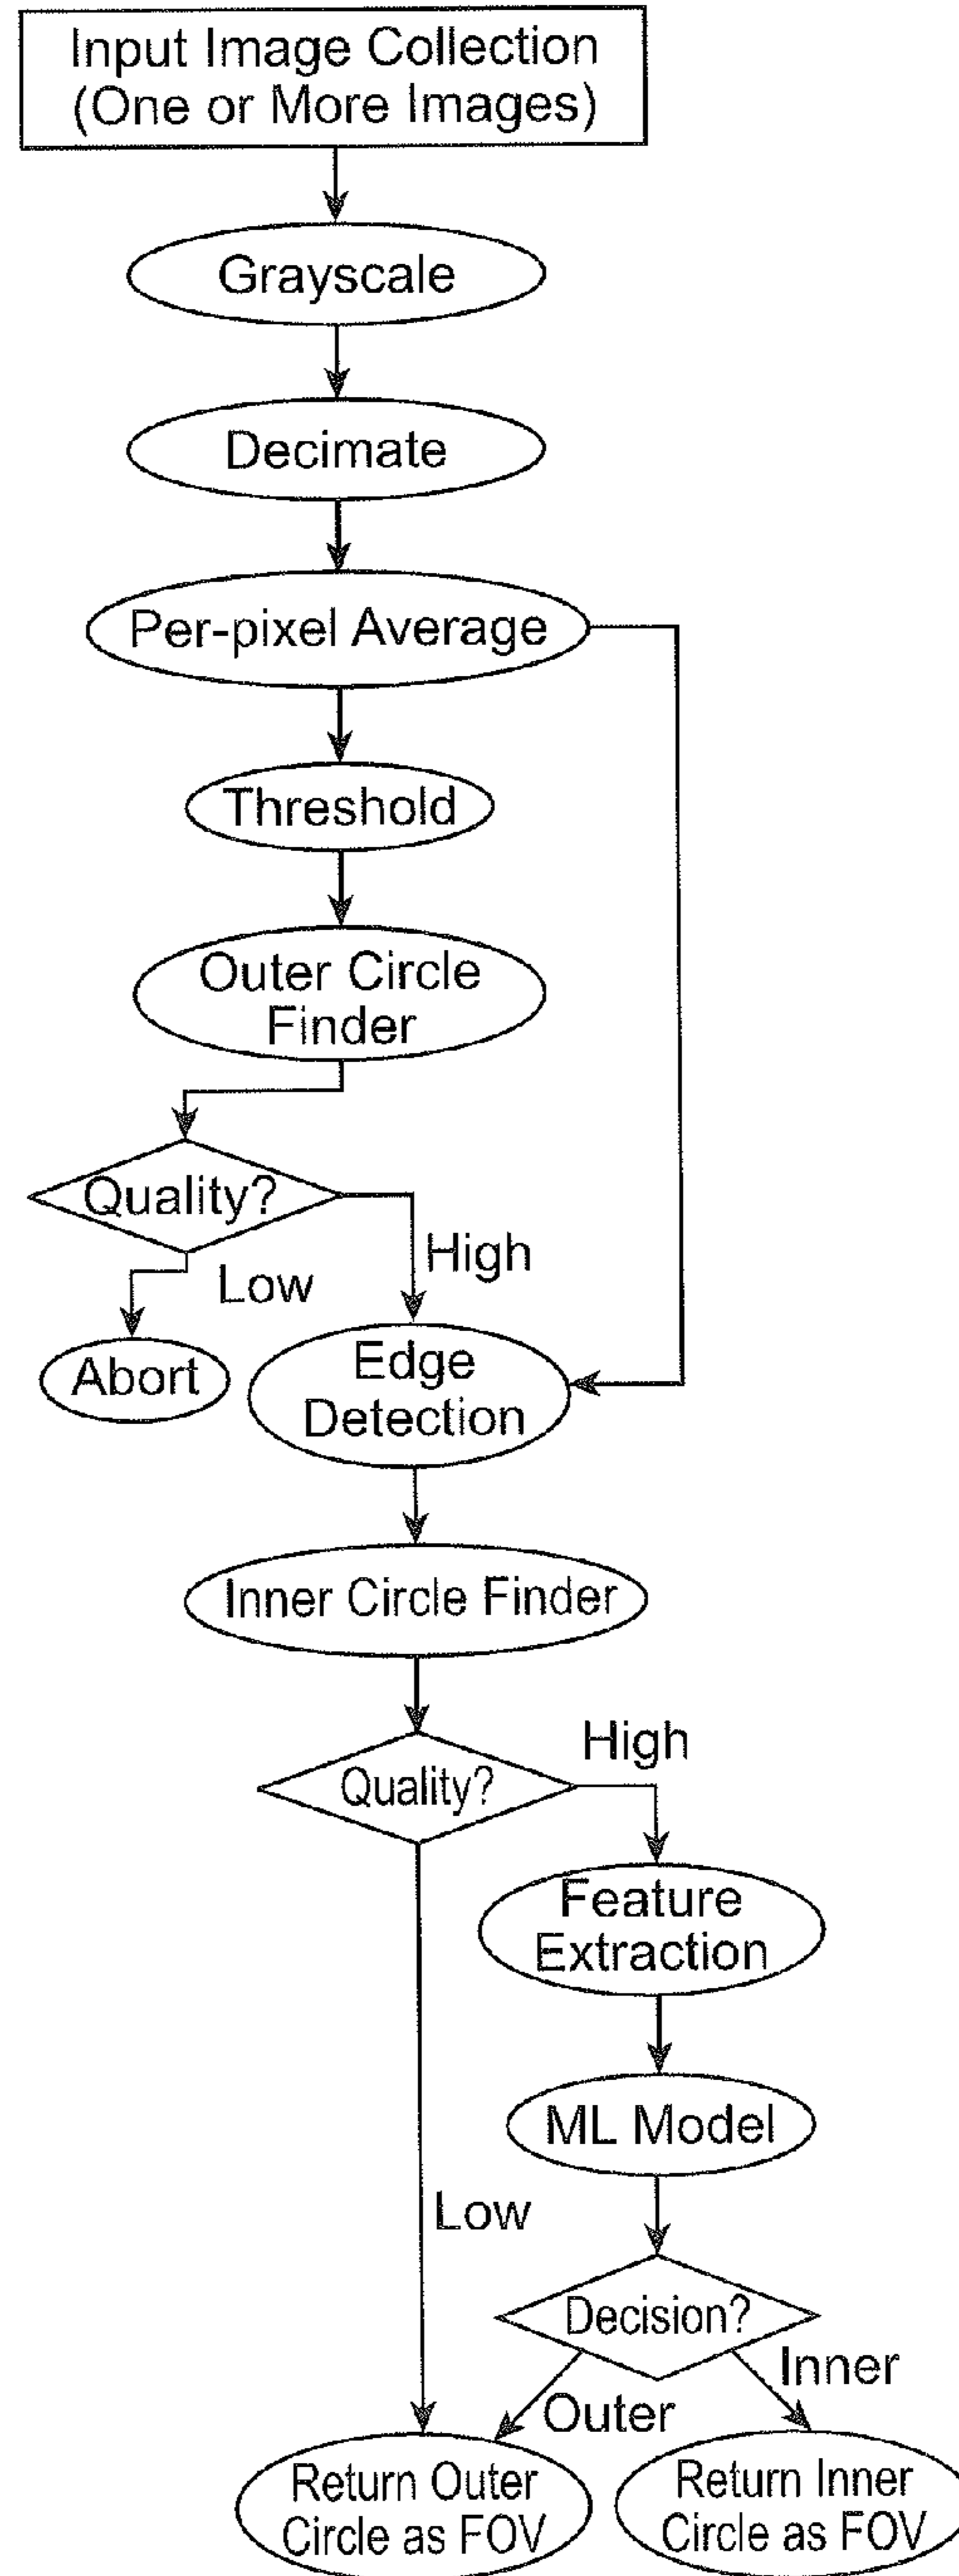 Input Image Collection
(One or More Images)
Grayscale
Decimate
Per-pixel Average
Threshold
Outer Circle
Finder
Quality?
High
Low
Abort
Edge
Detection
Inner Circle Finder
High
Quality?
Feature
Extraction
ML Model
Low
Decision?
Inner
Outer
Return Outer
Circle as FOV
Return Inner
Circle as FOV